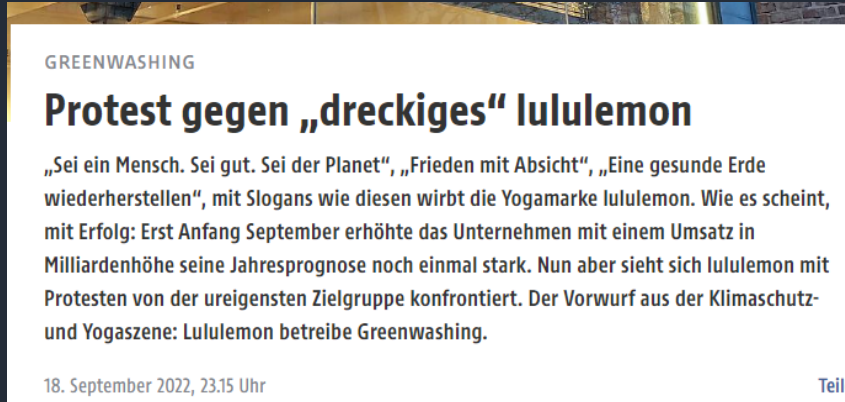 GREENWASHING
Protest gegen „dreckiges“ lululemon
„Sei ein Mensch. Sei gut. Sei der Planet“, „Frieden mit Absicht“, „Eine gesunde Erde
wiederherstellen“, mit Slogans wie diesen wirbt die Yogamarke lululemon. Wie es scheint,
mit Erfolg: Erst Anfang September erhöhte das Unternehmen mit einem Umsatz in
Milliardenhöhe seine Jahresprognose noch einmal stark. Nun aber sieht sich lululemon mit
Protesten von der ureigensten Zielgruppe konfrontiert. Der Vorwurf aus der Klimaschutz-
und Yogaszene: Lululemon betreibe Greenwashing.
18. September 2022, 23.15 Uhr Teil